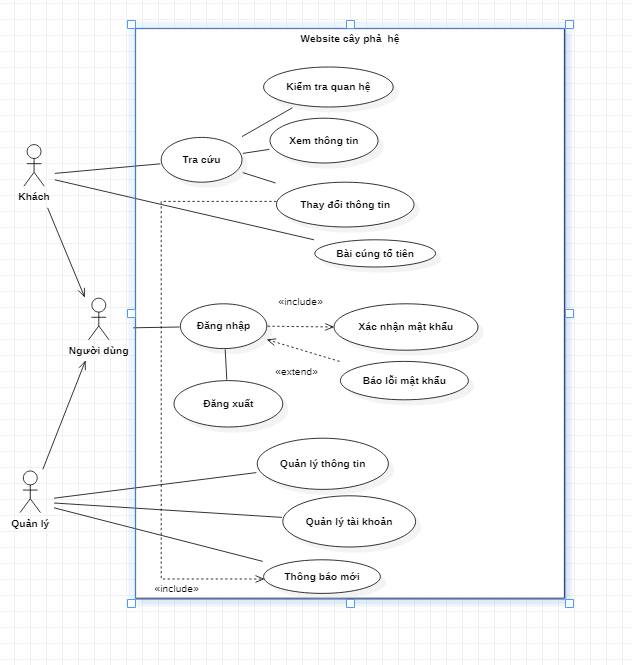 Website cây phả hệ
Kiểm tra quan hệ
Xem thông tin
Tra cứu
Khách
Thay đổi thông tin
Bài cúng tổ tiên
«include»
Đăng nhập
Xác nhận mật khẩu
Người dùng
«extend»
Báo lỗi mật khẩu
Đăng xuất
Quản lý thông tin
Quản lý tài khoản
Quản lý
Thông báo mới
«include»